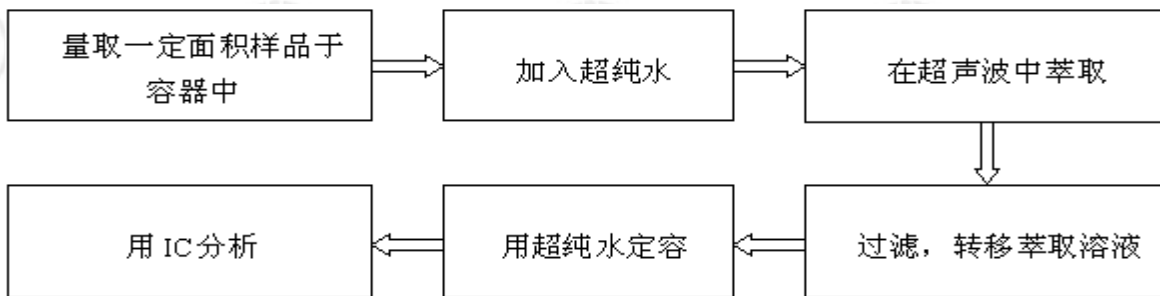 量取一定面积样品于
容器中
加入超纯水
在超声波中萃取
过滤，转移萃取溶液
用超纯水定容
用 IC 分析